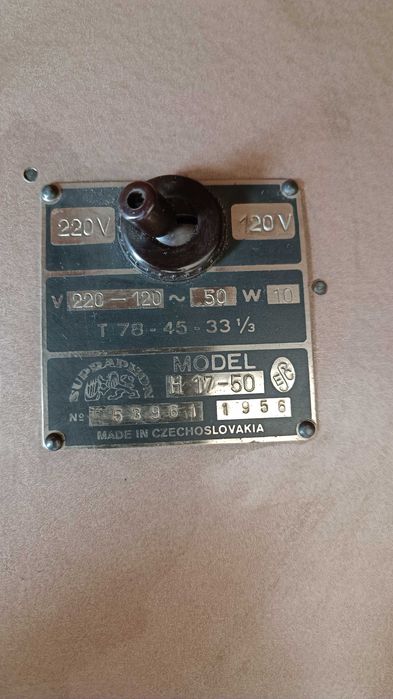 220V 120V
V 220—120 ~ 50 W 10
T 78-45-33 1/3
SUPRAPHON
MODEL
H 17-50
№ 58961 1956
MADE IN CZECHOSLOVAKIA